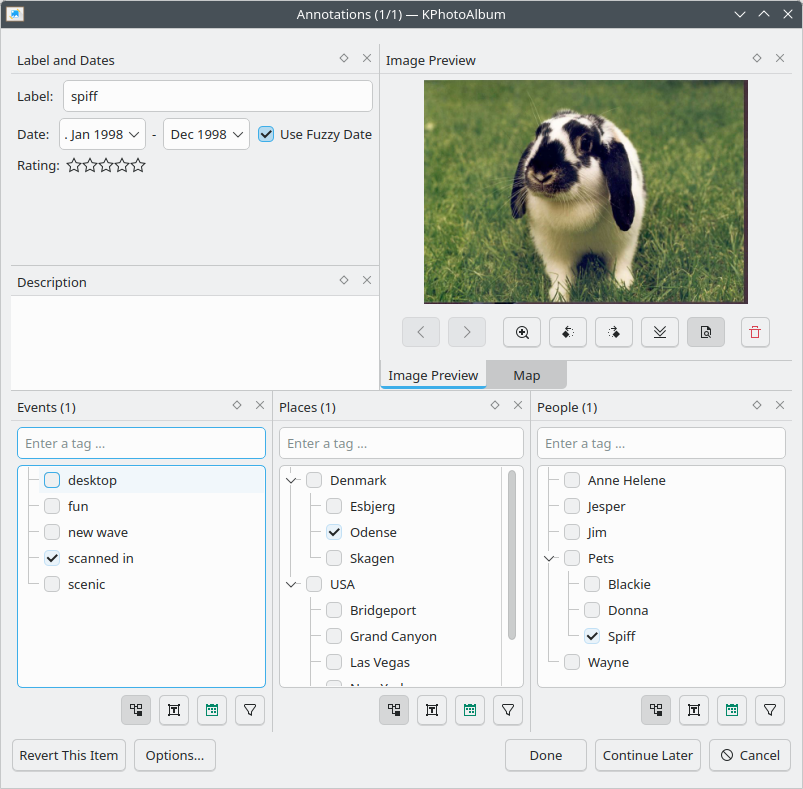 Annotations (1/1) — KPhotoAlbum
Label and Dates
Label: spiff
Date: . Jan 1998 - Dec 1998 Use Fuzzy Date
Rating:
Description
Image Preview
Image Preview Map
Events (1)
Enter a tag ...
desktop
fun
new wave
scanned in
scenic
Places (1)
Enter a tag ...
Denmark
Esbjerg
Odense
Skagen
USA
Bridgeport
Grand Canyon
Las Vegas
People (1)
Enter a tag ...
Anne Helene
Jesper
Jim
Pets
Blackie
Donna
Spiff
Wayne
Revert This Item Options... Done Continue Later Cancel